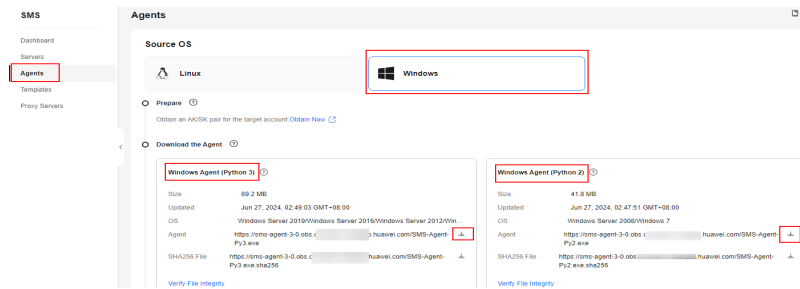 SMS
Dashboard
Servers
Agents
Templates
Proxy Servers
Agents
Source OS
Linux
Windows
Prepare
Obtain an AK/SK pair for the target account.Obtain Now
Download the Agent
Windows Agent (Python 3)
Size 69.2 MB
Updated Jun 27, 2024, 02:49:03 GMT+08:00
OS Windows Server 2019/Windows Server 2016/Windows Server 2012/Win...
Agent https://sms-agent-3-0.obs.c o.huawei.com/SMS-Agent-
Py3.exe
SHA256 File https://sms-agent-3-0.obs.c .huawei.com/SMS-Agent-
Py3.exe.sha256
Verify File Integrity
Windows Agent (Python 2)
Size 41.8 MB
Updated Jun 27, 2024, 02:47:51 GMT+08:00
OS Windows Server 2008/Windows 7
Agent https://sms-agent-3-0.obs. .huawei.com/SMS-Agent-
Py2.exe
SHA256 File https://sms-agent-3-0.obs huawei.com/SMS-Agent-
Py2.exe.sha256
Verify File Integrity